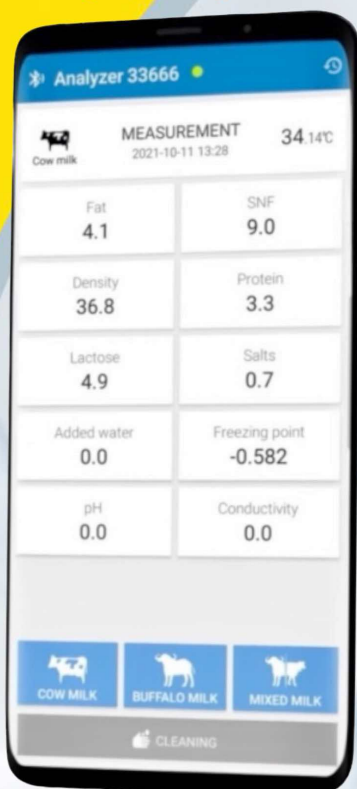 Analyzer 33666
MEASUREMENT
2021-10-11 13:28
34.14°C
Cow milk
Fat
4.1
SNF
9.0
Density
36.8
Protein
3.3
Lactose
4.9
Salts
0.7
Added water
0.0
Freezing point
-0.582
pH
0.0
Conductivity
0.0
COW MILK
BUFFALO MILK
MIXED MILK
CLEANING